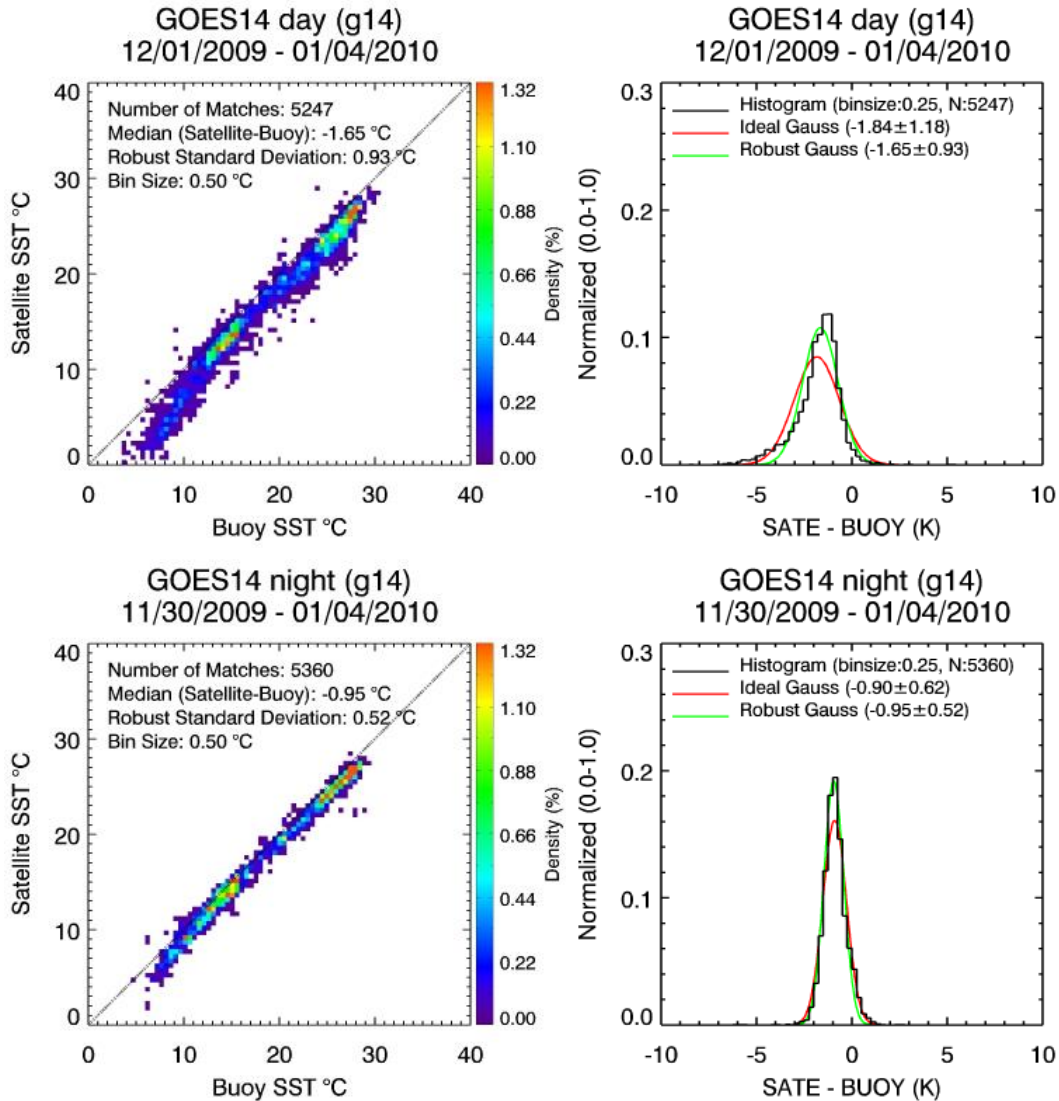 GOES14 day (g14)
12/01/2009 - 01/04/2010
Number of Matches: 5247
Median (Satellite-Buoy): -1.65 °C
Robust Standard Deviation: 0.93 °C
Bin Size: 0.50 °C
40
30
20
10
0
Satellite SST °C
0 10 20 30 40
Buoy SST °C
1.32
1.10
0.88
0.66
0.44
0.22
0.00
Density (%)
GOES14 day (g14)
12/01/2009 - 01/04/2010
Histogram (binsize:0.25, N:5247)
Ideal Gauss (-1.84±1.18)
Robust Gauss (-1.65±0.93)
0.3
0.2
0.1
0.0
Normalized (0.0-1.0)
-10 -5 0 5 10
SATE - BUOY (K)
GOES14 night (g14)
11/30/2009 - 01/04/2010
Number of Matches: 5360
Median (Satellite-Buoy): -0.95 °C
Robust Standard Deviation: 0.52 °C
Bin Size: 0.50 °C
40
30
20
10
0
Satellite SST °C
0 10 20 30 40
Buoy SST °C
1.32
1.10
0.88
0.66
0.44
0.22
0.00
Density (%)
GOES14 night (g14)
11/30/2009 - 01/04/2010
Histogram (binsize:0.25, N:5360)
Ideal Gauss (-0.90±0.62)
Robust Gauss (-0.95±0.52)
0.3
0.2
0.1
0.0
Normalized (0.0-1.0)
-10 -5 0 5 10
SATE - BUOY (K)